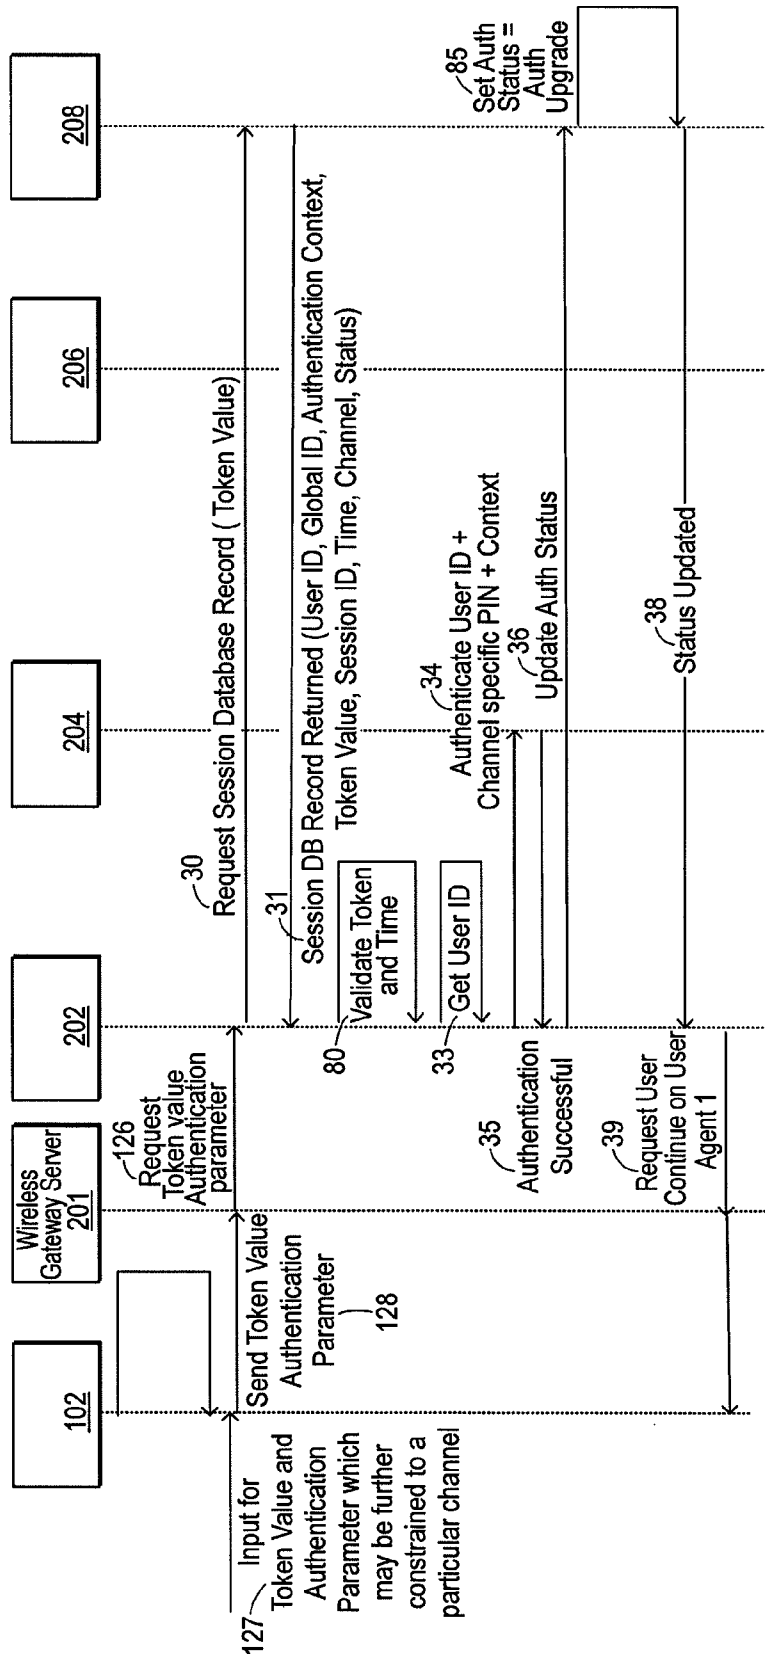 102
Wireless
Gateway Server
201
202
204
206
208
127
Input for
Token Value and
Authentication
Parameter which
may be further
constrained to a
particular channel
Send Token Value
Authentication
Parameter
128
126
Request
Token value
Authentication
parameter
30
Request Session Database Record ( Token Value)
31
Session DB Record Returned (User ID, Global ID, Authentication Context,
Token Value, Session ID, Time, Channel, Status)
80
Validate Token
and Time
33
Get User ID
34
Authenticate User ID +
Channel specific PIN + Context
35
Authentication
Successful
36
Update Auth Status
85
Set Auth
Status =
Auth
Upgrade
38
Status Updated
39
Request User
Continue on User
Agent 1